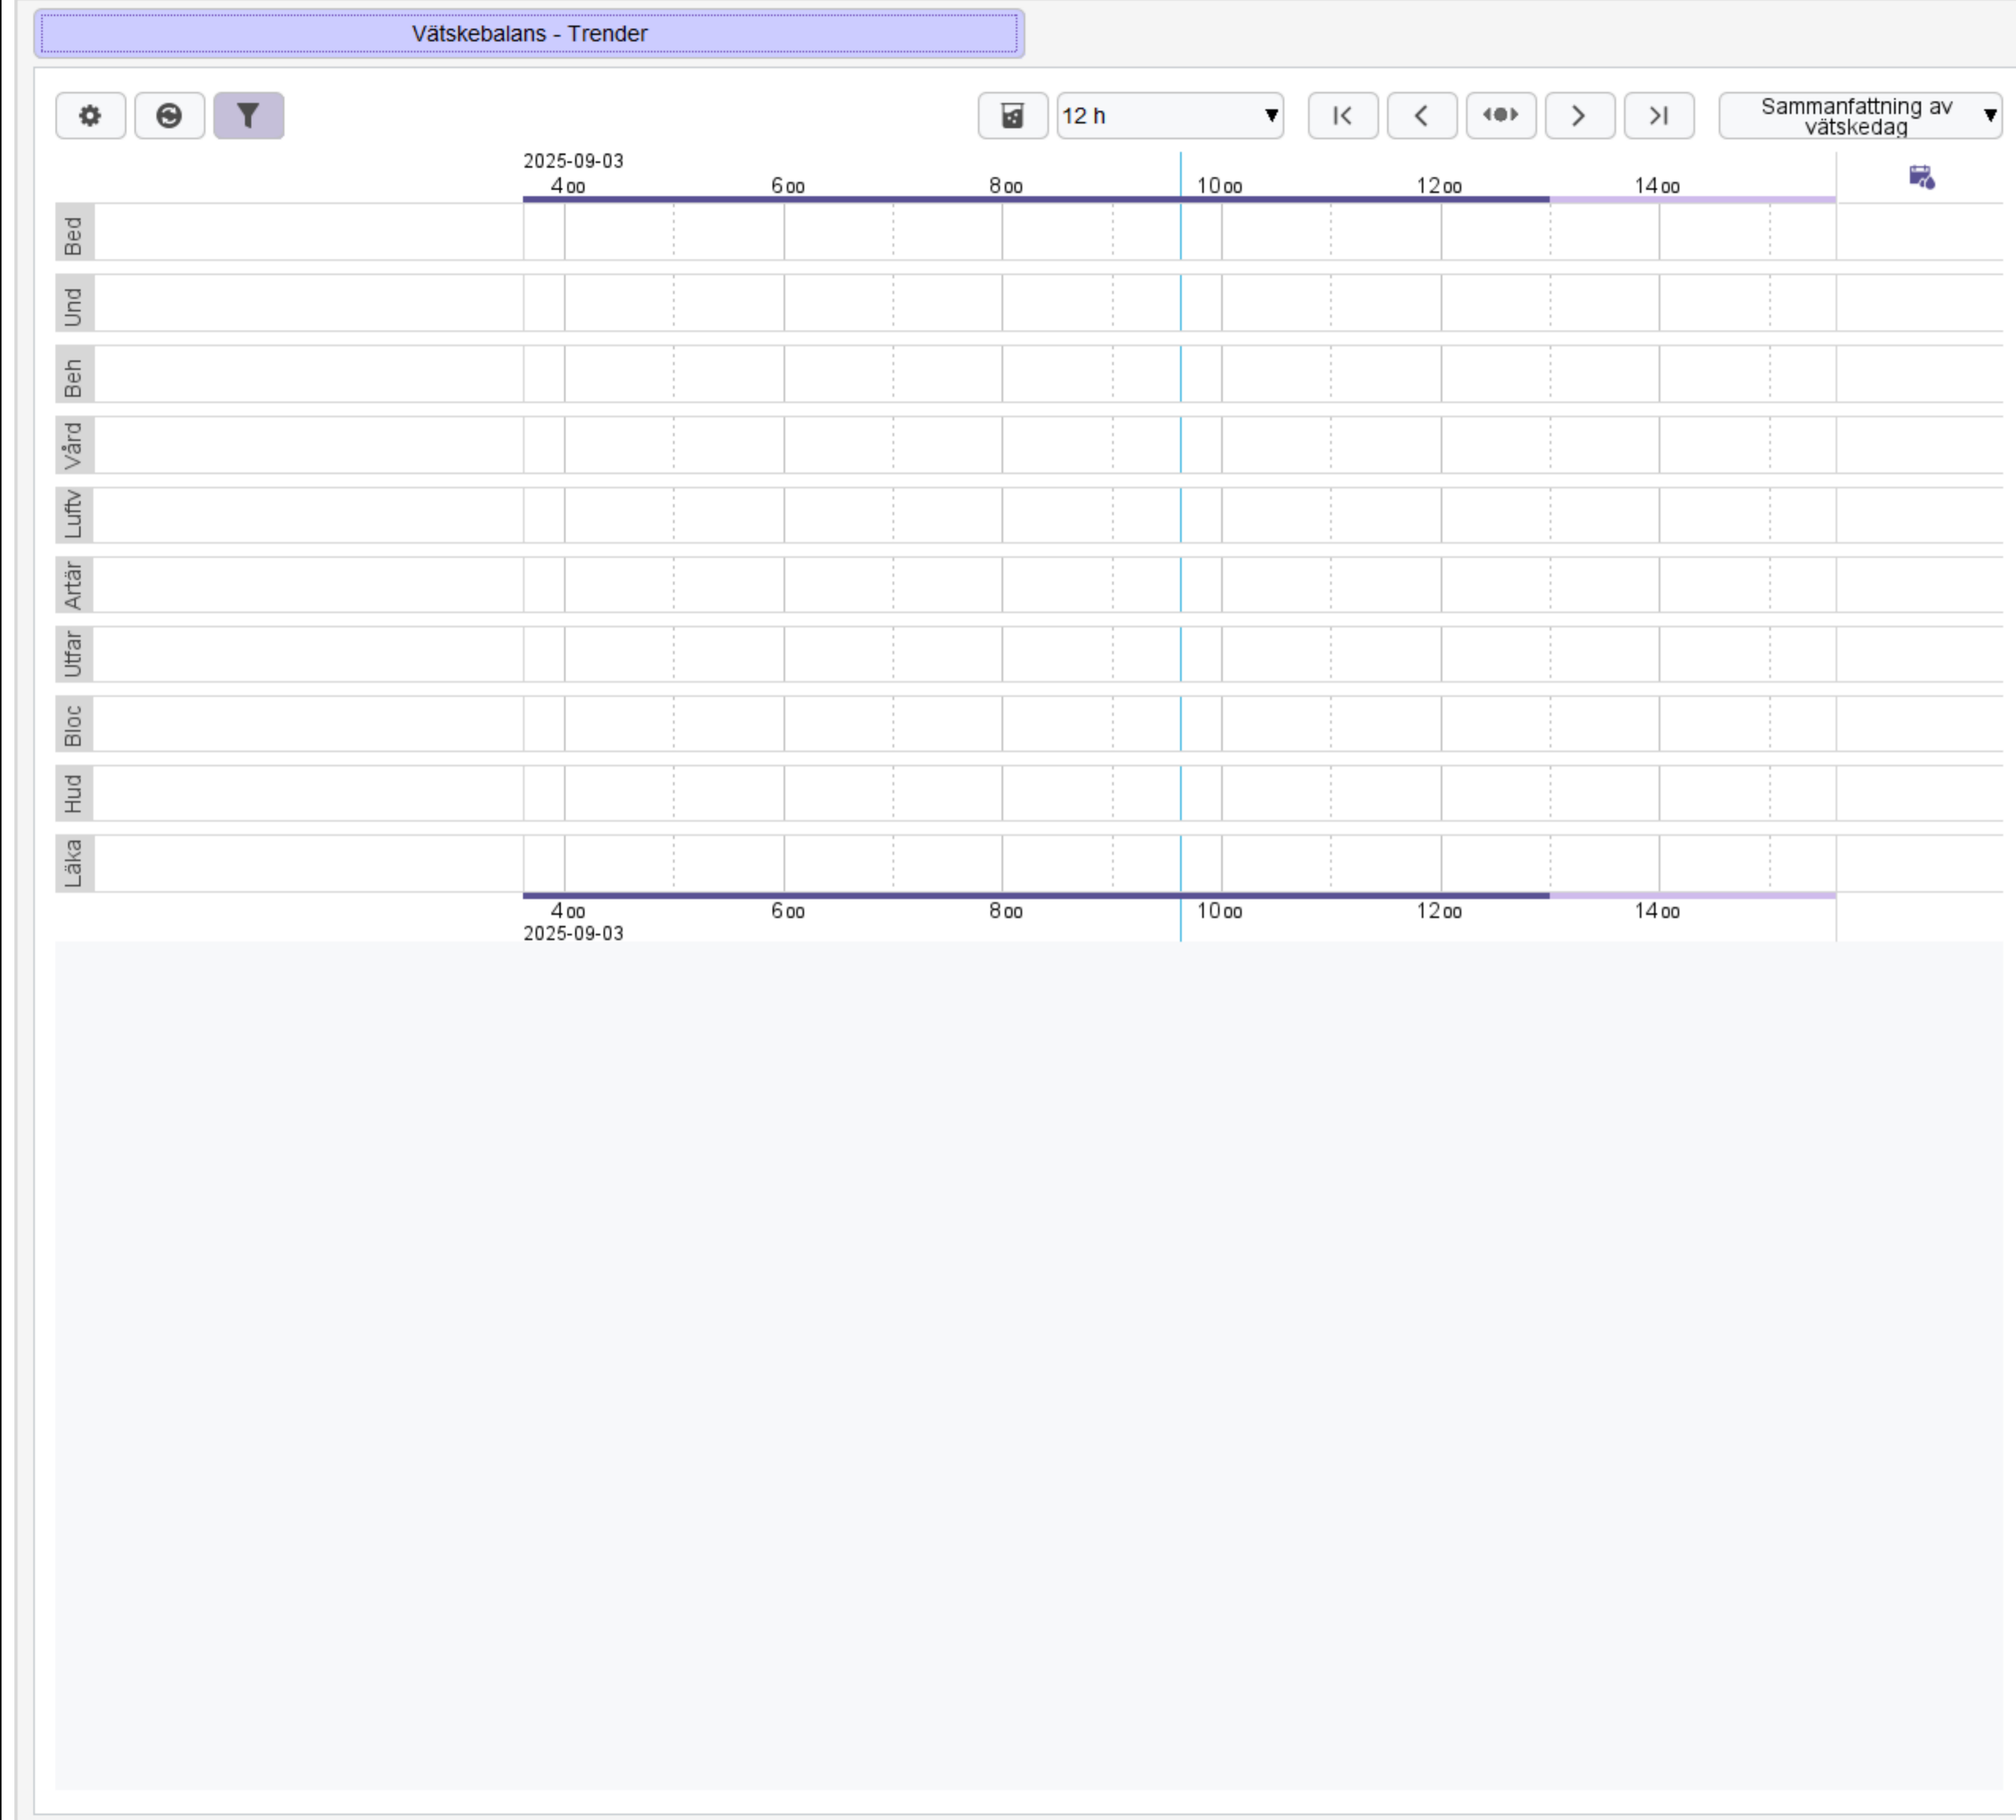 Vätskebalans - Trender
12 h
Sammanfattning av
vätskedag
2025-09-03
4 00 6 00 8 00 10 00 12 00 14 00
Bed
Und
Beh
Vård
Luftv
Artär
Utfar
Bloc
Hud
Läka
4 00 6 00 8 00 10 00 12 00 14 00
2025-09-03